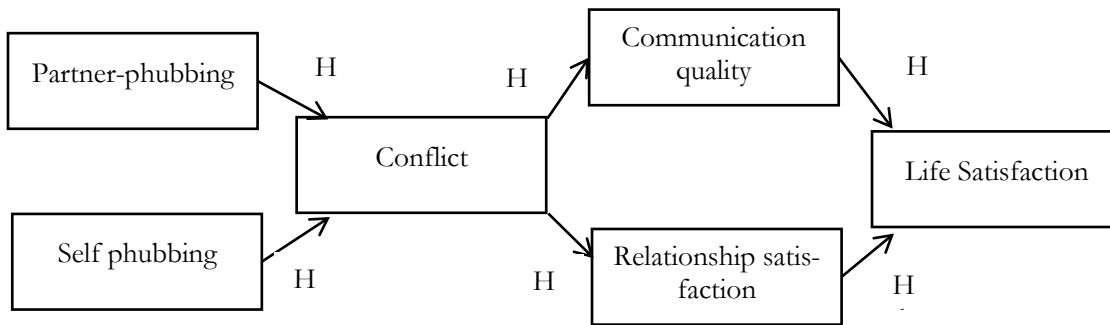 Partner-phubbing
H
Self phubbing
H
Conflict
H
H
Communication
quality
Relationship satis-
faction
H
H
Life Satisfaction